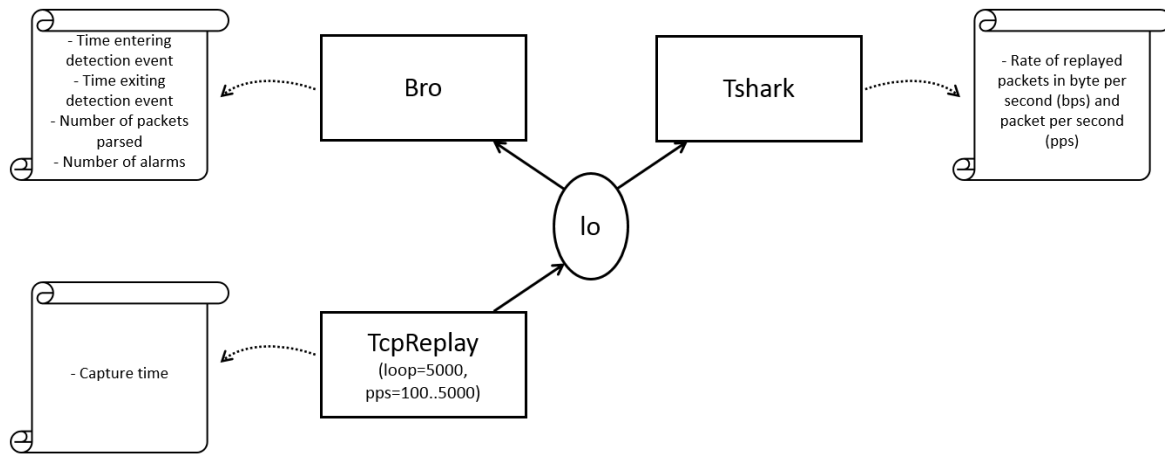 - Time entering
detection event
- Time exiting
detection event
- Number of packets
parsed
- Number of alarms
Bro
Tshark
- Rate of replayed
packets in byte per
second (bps) and
packet per second
(pps)
lo
- Capture time
TcpReplay
(loop=5000,
pps=100..5000)